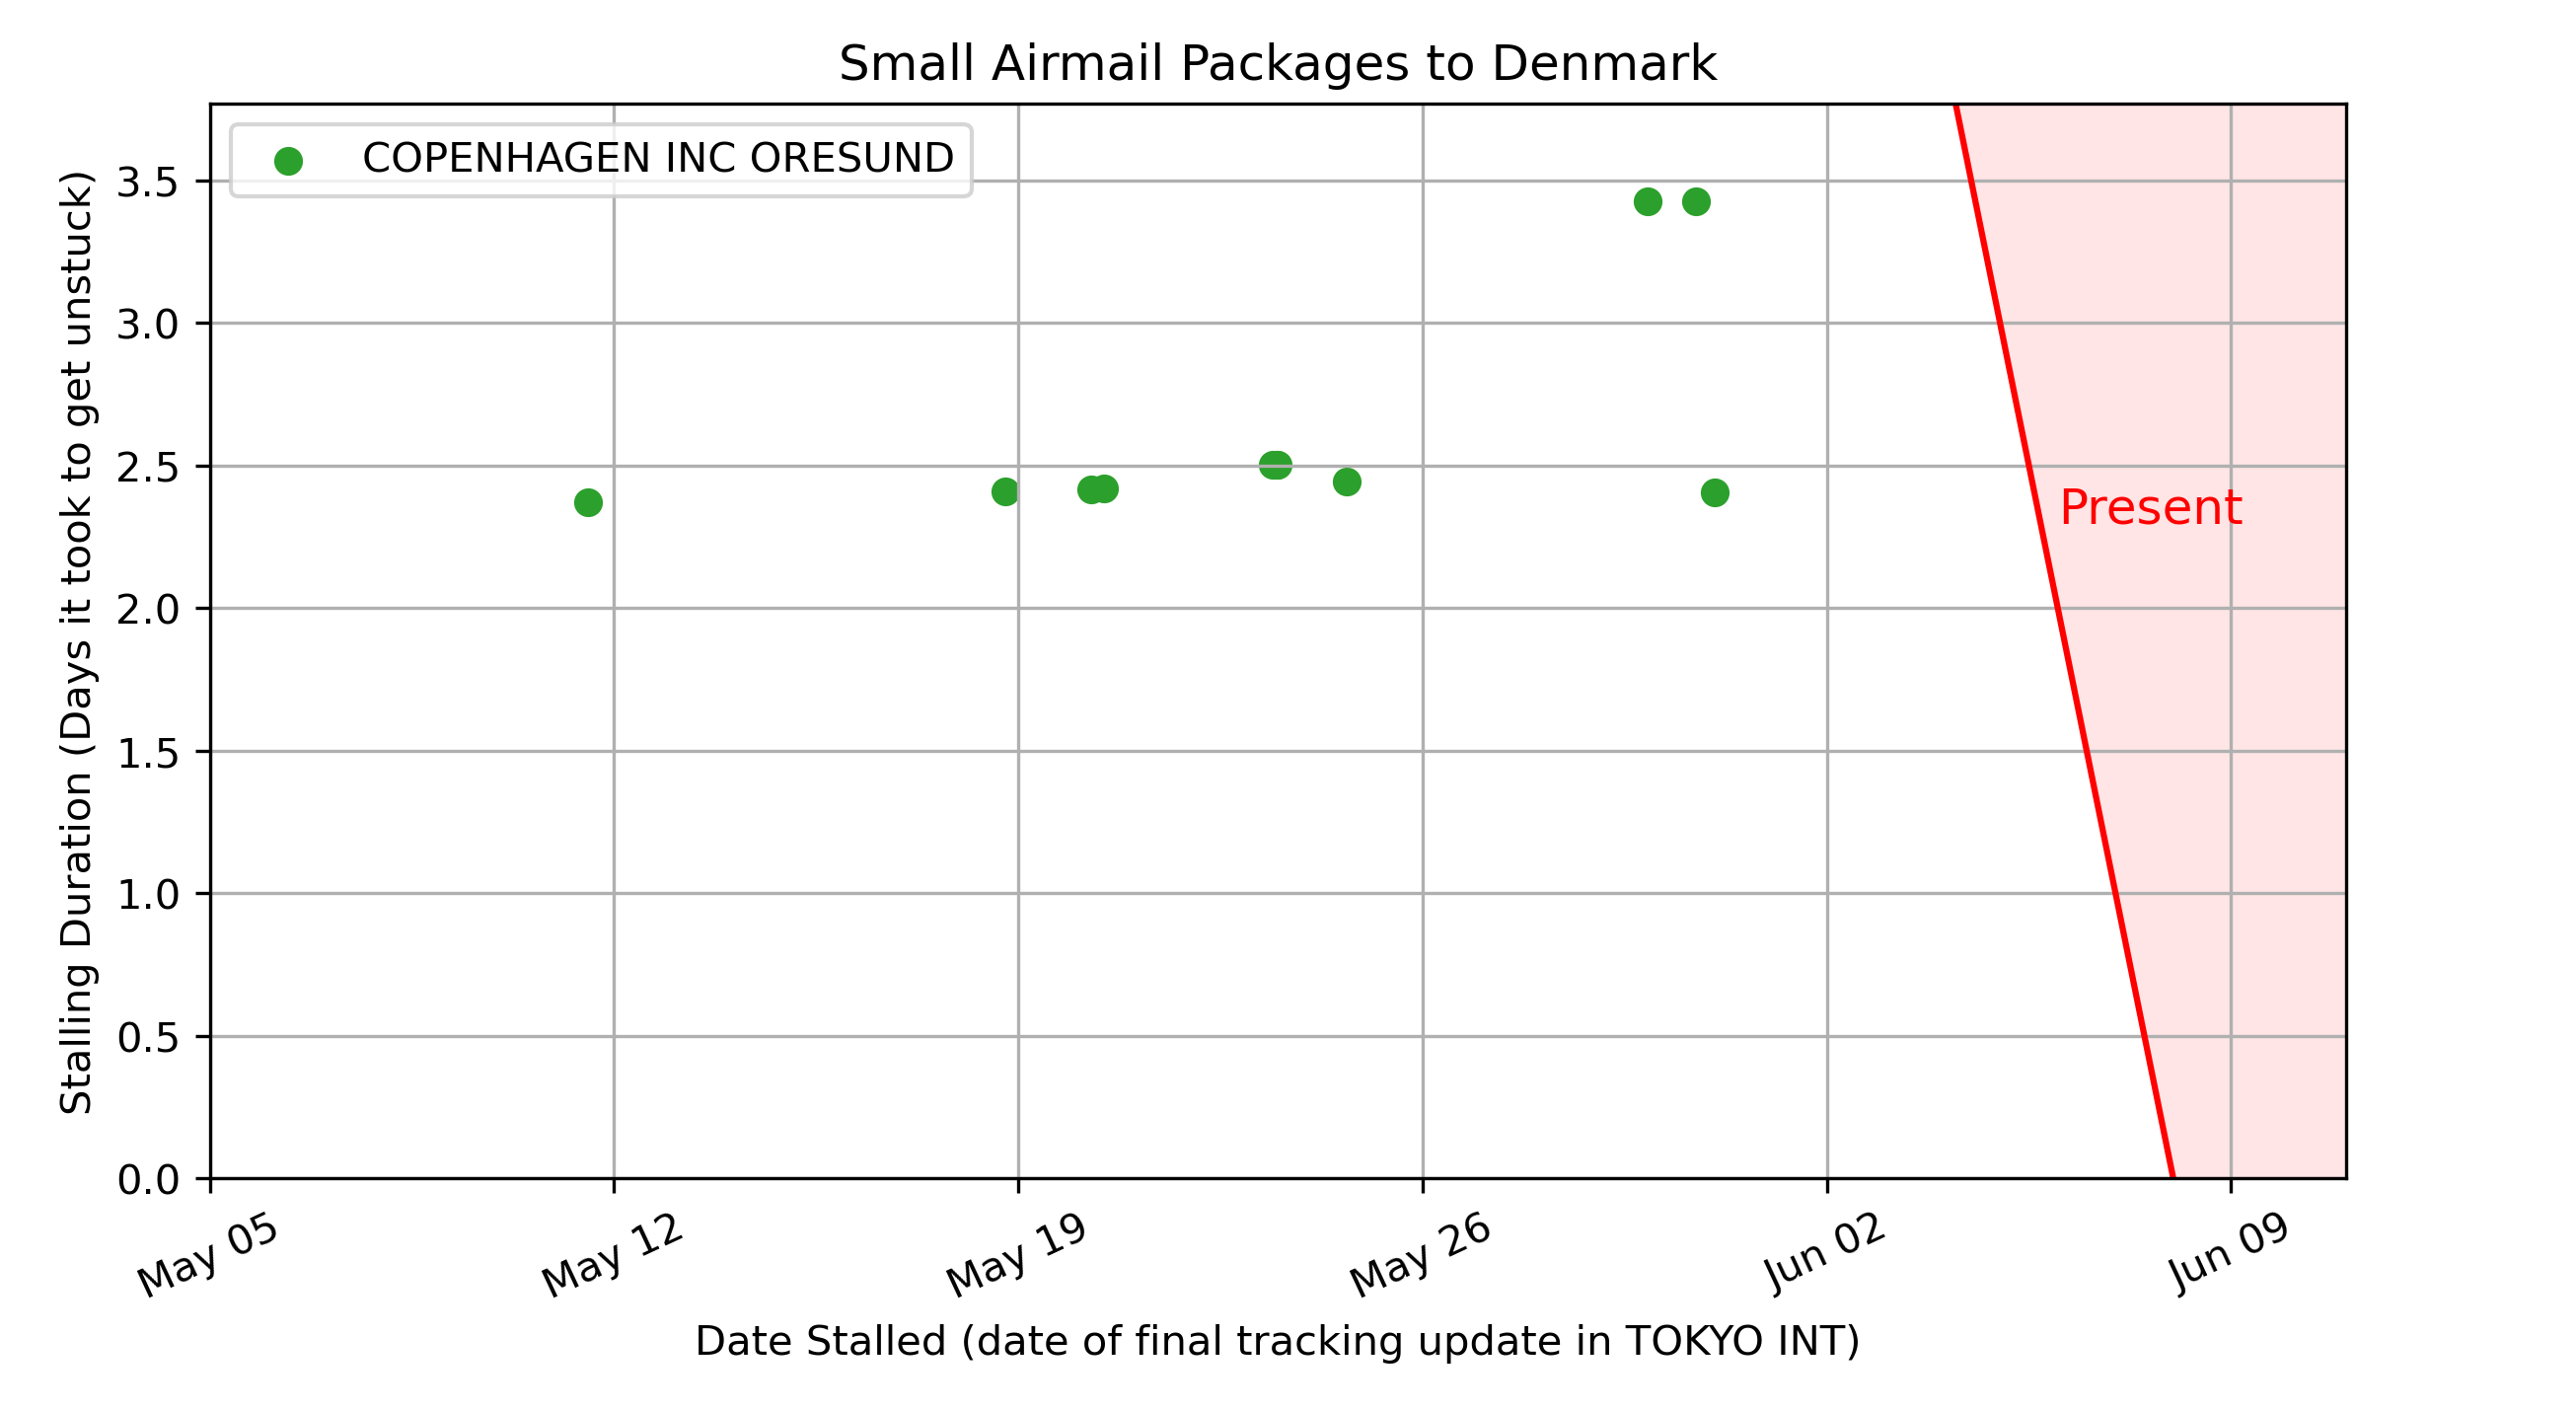 Small Airmail Packages to Denmark
COPENHAGEN INC ORESUND
Stalling Duration (Days it took to get unstuck)
3.5
3.0
2.5
2.0
1.5
1.0
0.5
0.0
Present
May 05
May 12
May 19
May 26
Jun 02
Jun 09
Date Stalled (date of final tracking update in TOKYO INT)